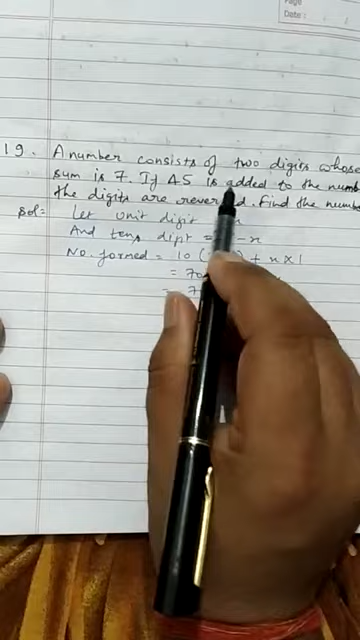 Page
Date:
19. A number consists of two digits whose
sum is 7. If 45 is added to the numb
the digits are reversed. Find the numbe
Sol= Let unit digit
And tens digit = - x
No. formed = 10 ( + x × 1
= 70
= 7